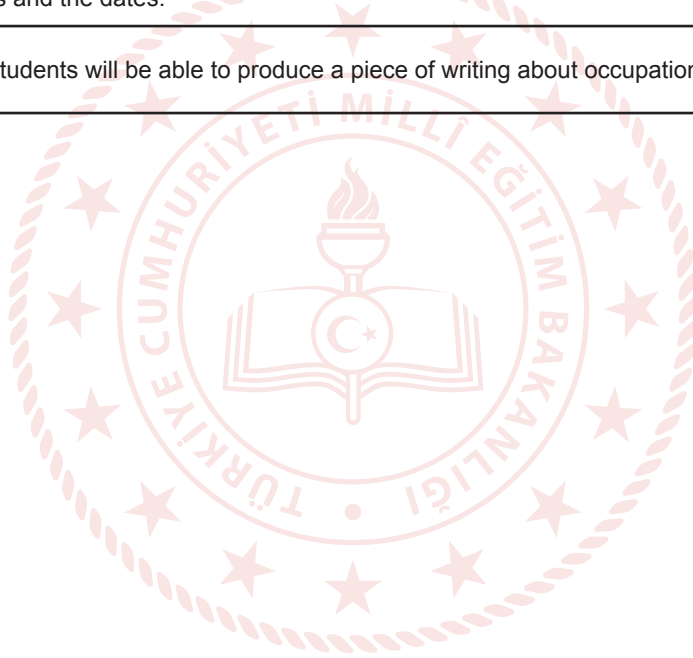 s and the dates.
tudents will be able to produce a piece of writing about occupation
TÜRKİYE CUMHURİYETİ MİLLÎ EĞİTİM BAKANLIĞI